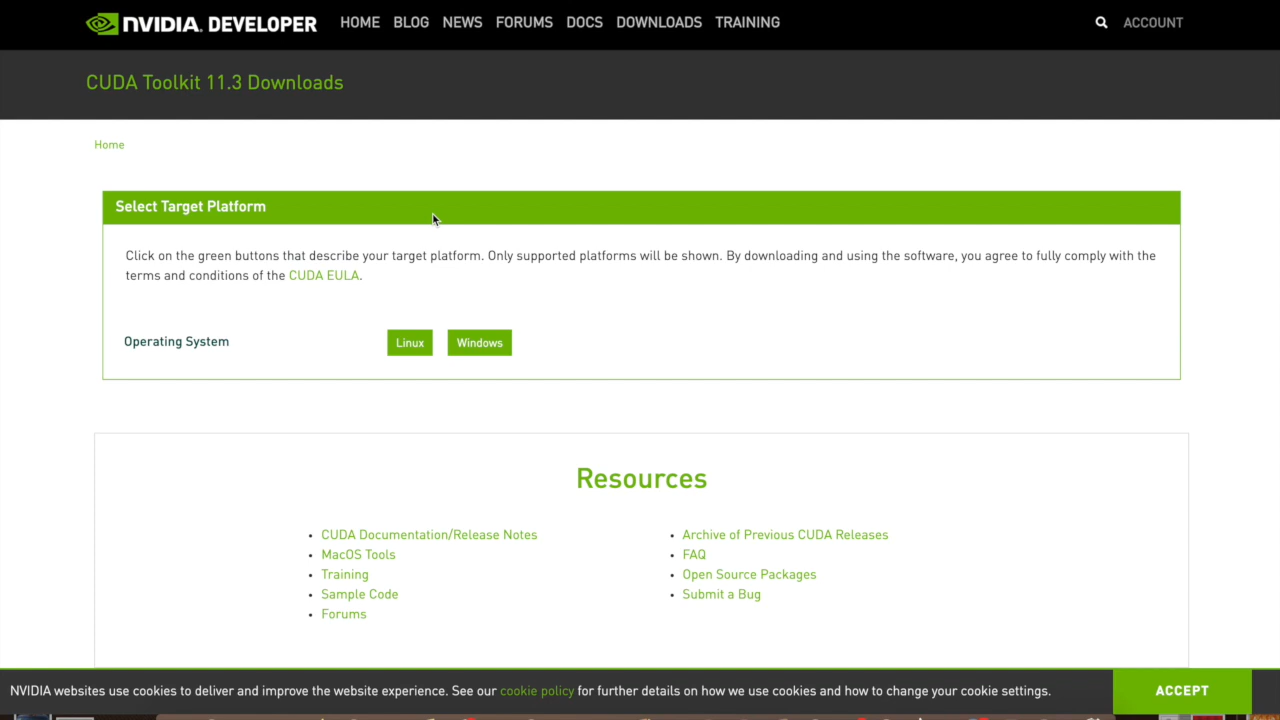 NVIDIA. DEVELOPER HOME BLOG NEWS FORUMS DOCS DOWNLOADS TRAINING ACCOUNT
CUDA Toolkit 11.3 Downloads
Home
Select Target Platform
Click on the green buttons that describe your target platform. Only supported platforms will be shown. By downloading and using the software, you agree to fully comply with the
terms and conditions of the CUDA EULA.
Operating System Linux Windows
Resources
• CUDA Documentation/Release Notes
• MacOS Tools
• Training
• Sample Code
• Forums
• Archive of Previous CUDA Releases
• FAQ
• Open Source Packages
• Submit a Bug
NVIDIA websites use cookies to deliver and improve the website experience. See our cookie policy for further details on how we use cookies and how to change your cookie settings. ACCEPT